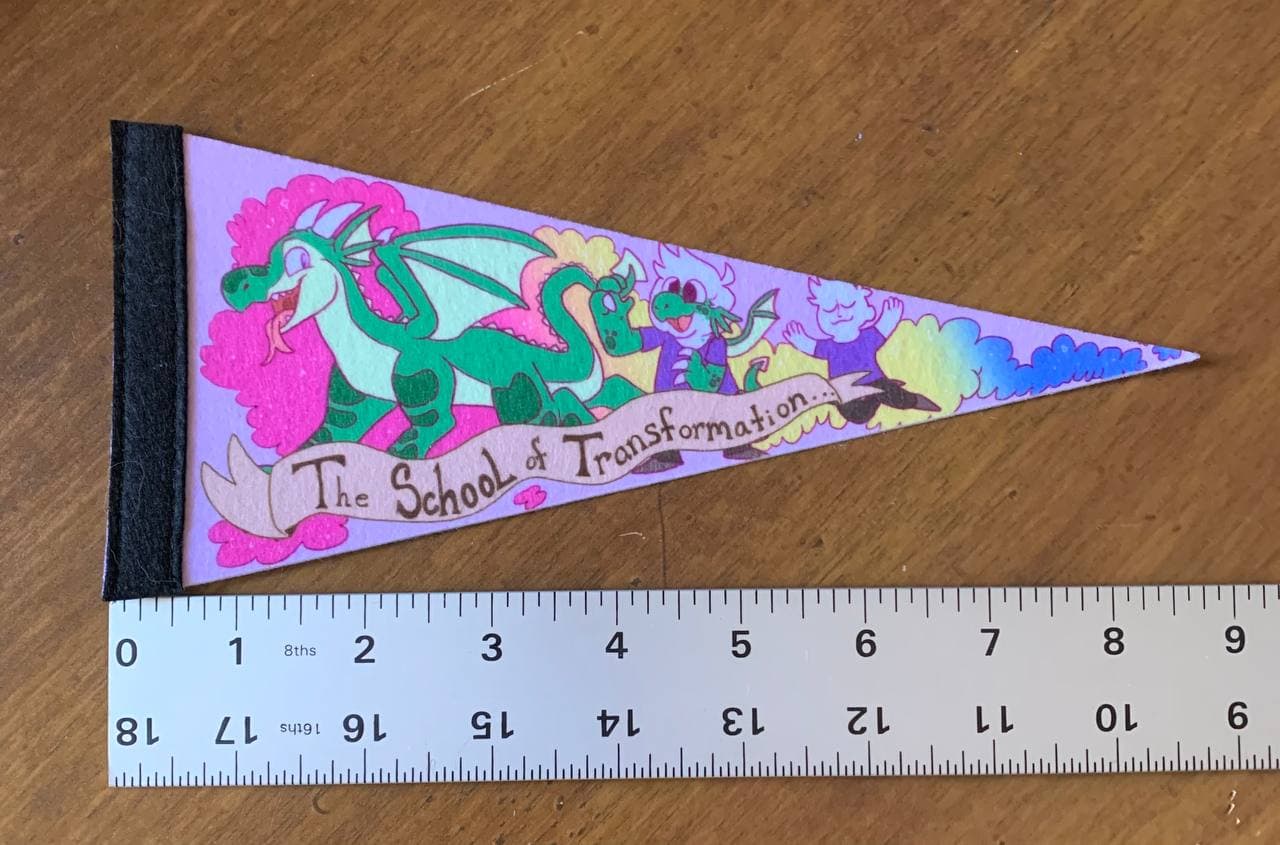 The School of Transformation...
0 1 8ths 2 3 4 5 6 7 8 9
18 17 16ths 16 15 14 13 12 11 10 9